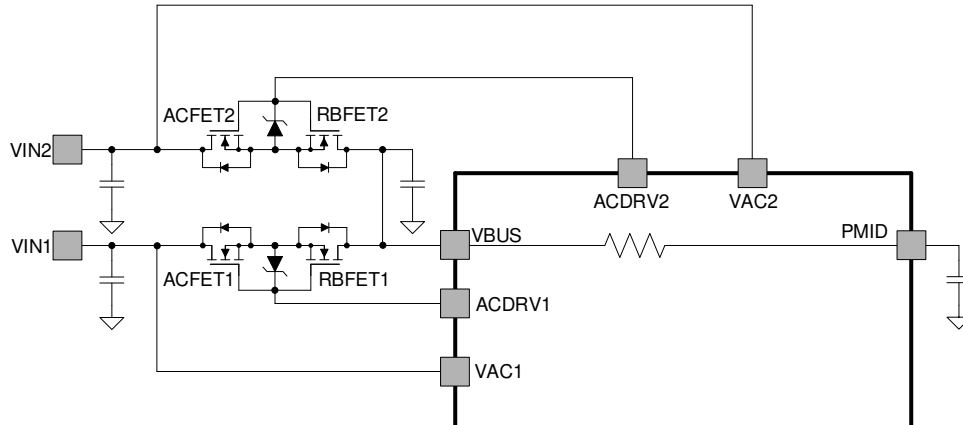 ACFET2
RBFET2
VIN2
ACDRV2
VAC2
VIN1
VBUS
PMID
ACFET1
RBFET1
ACDRV1
VAC1